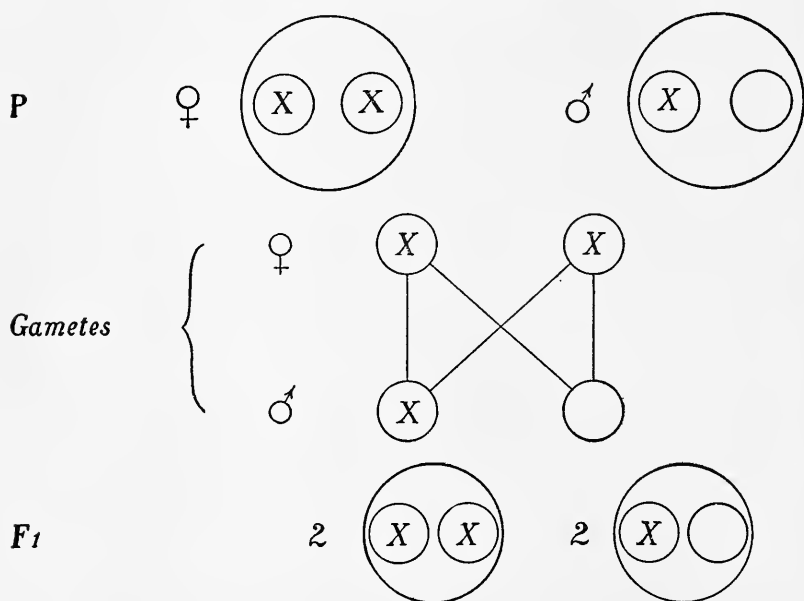 P ♀ X X ♂ X
♀ X X
Gametes
♂ X
F1 2 X X 2 X